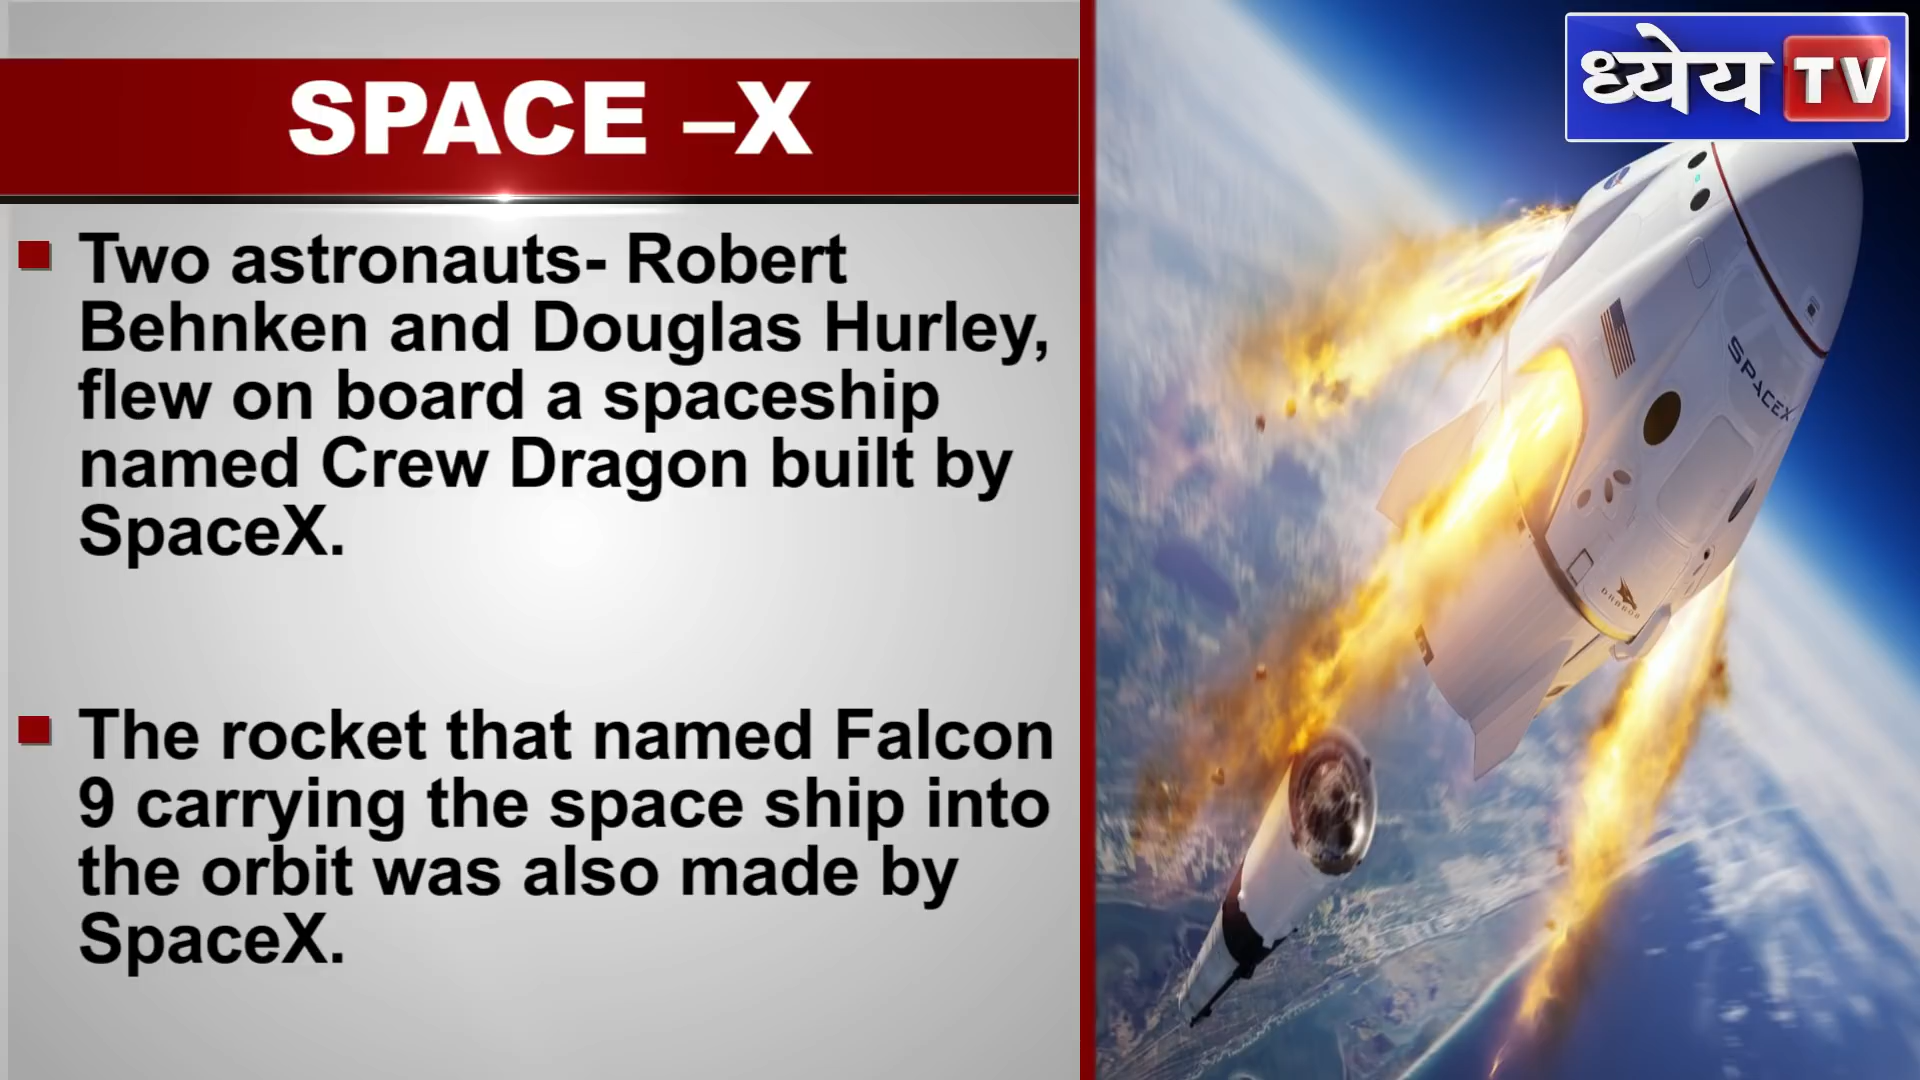 SPACE –X
ध्येय TV
Two astronauts- Robert
Behnken and Douglas Hurley,
flew on board a spaceship
named Crew Dragon built by
SpaceX.
The rocket that named Falcon
9 carrying the space ship into
the orbit was also made by
SpaceX.
SPACEX
DRAGON